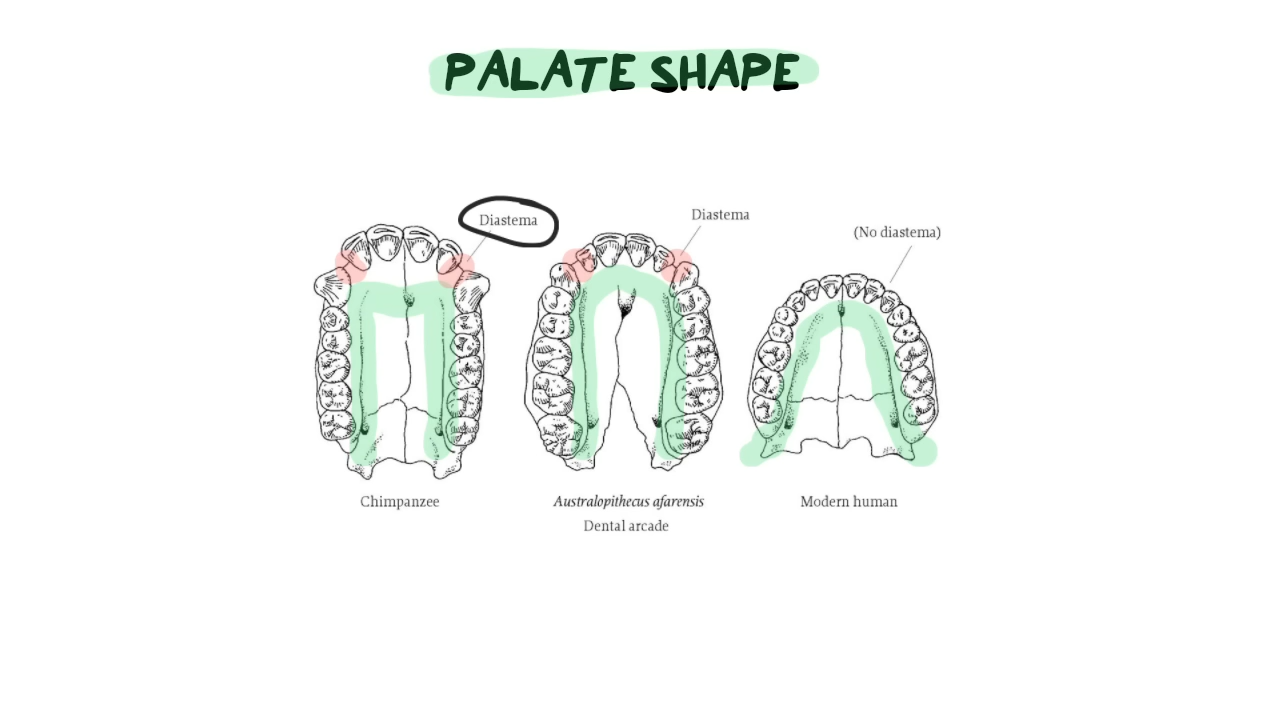 PALATE SHAPE
Diastema
Diastema
(No diastema)
Chimpanzee
Australopithecus afarensis
Modern human
Dental arcade